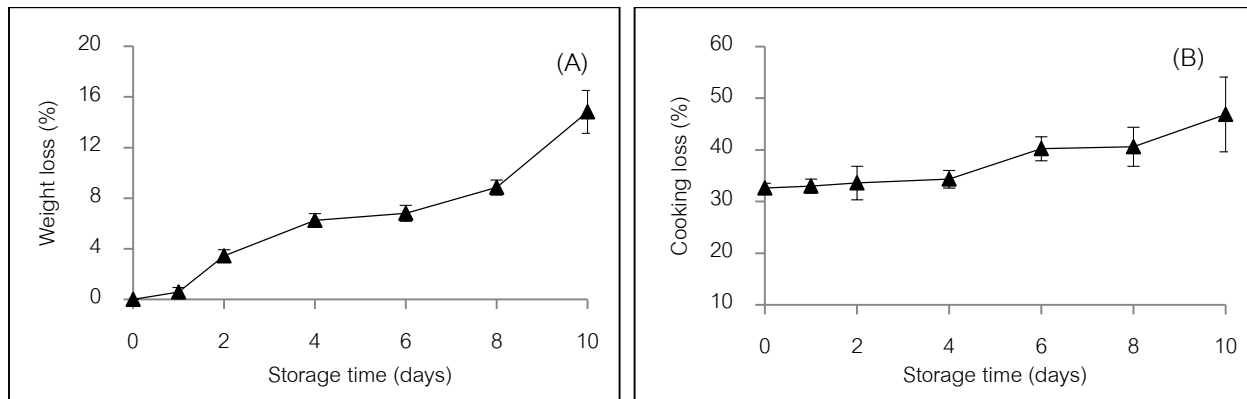 20
16
12
8
4
0
0 2 4 6 8 10
Weight loss (%)
Storage time (days)
(A)
60
50
40
30
20
10
0 2 4 6 8 10
Cooking loss (%)
Storage time (days)
(B)